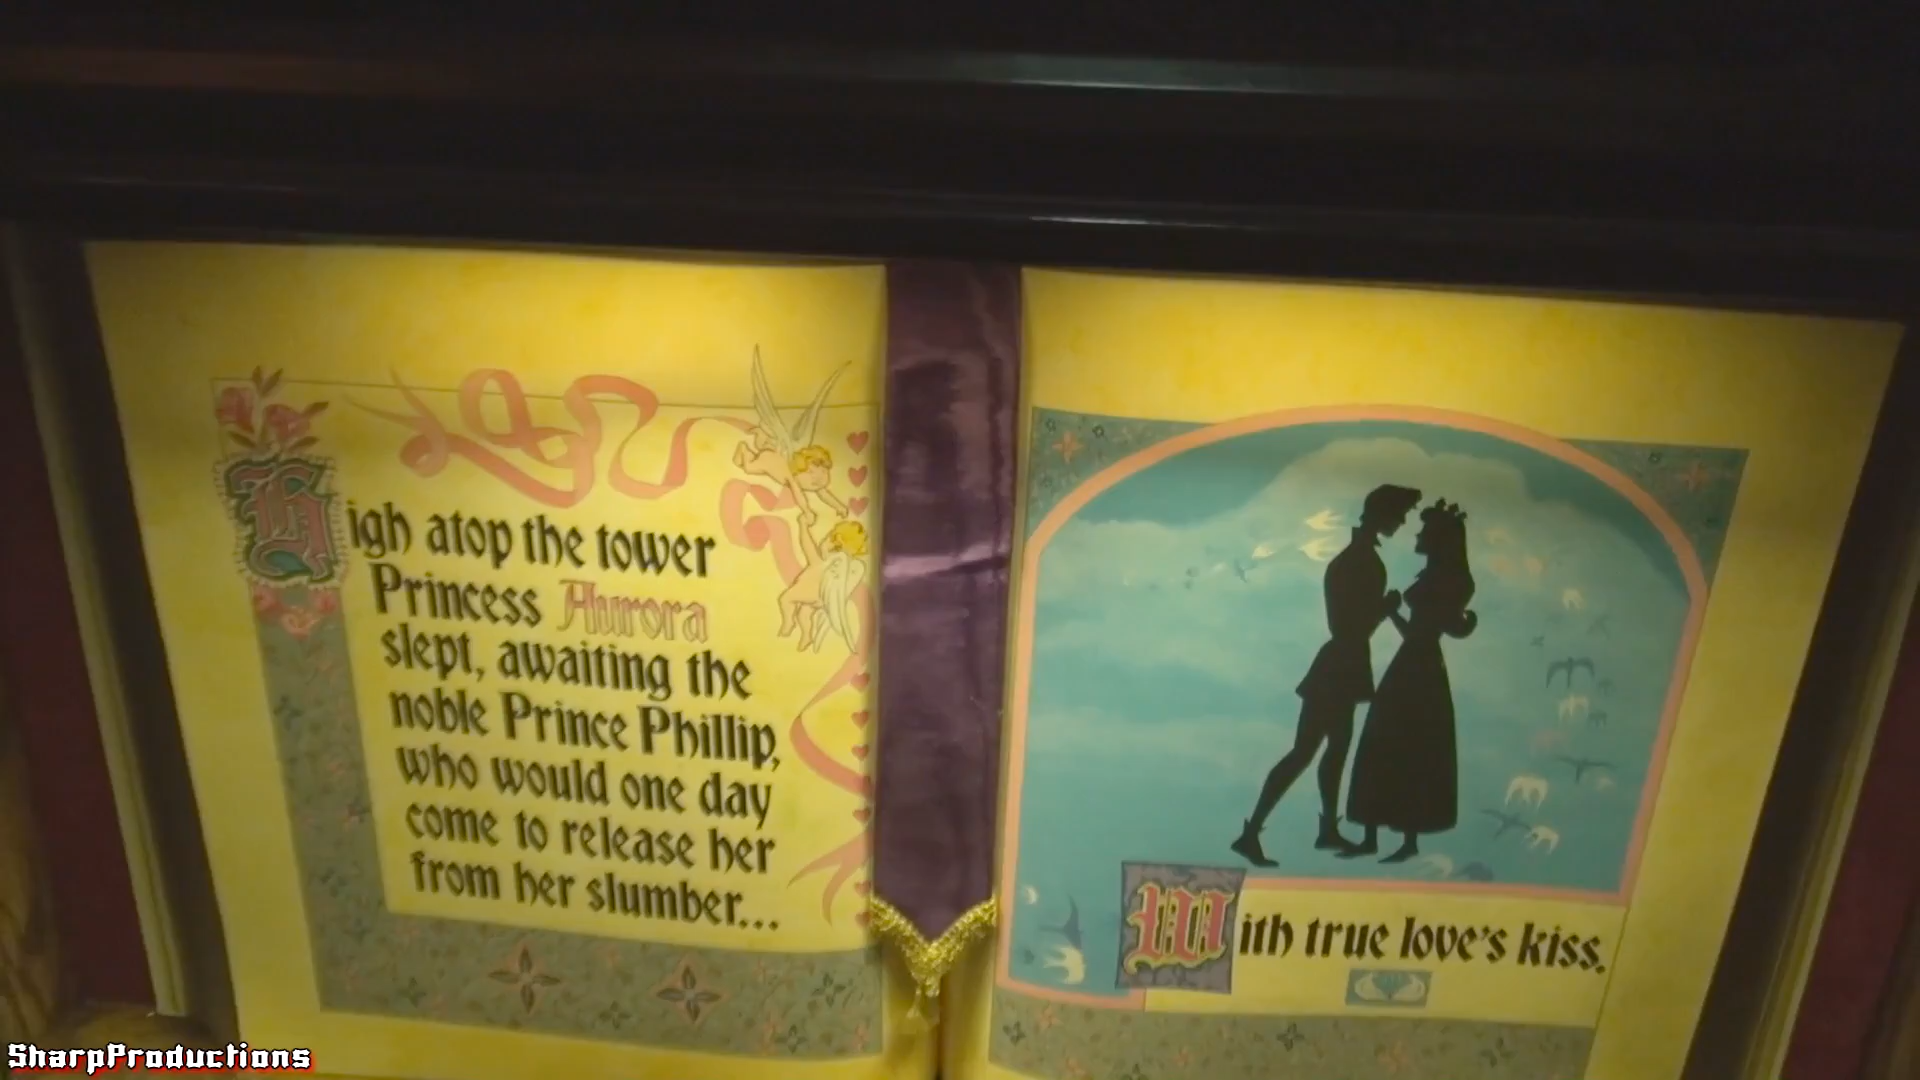 High atop the tower
Princess Aurora
slept, awaiting the
noble Prince Phillip,
who would one day
come to release her
from her slumber...
With true love's kiss.
SharpProductions